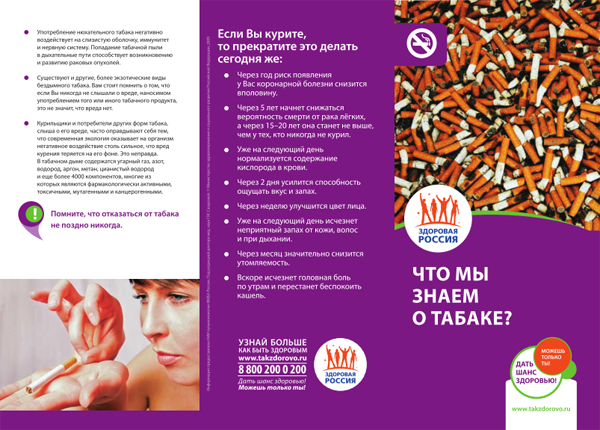 Употребление нюхательного табака негативно
воздействует на слизистую оболочку, иммунитет
и нервную систему. Попадание табачной пыли
в дыхательные пути способствует возникновению
и развитию раковых опухолей.
Существуют и другие, более экзотические виды
бездымного табака. Вам стоит помнить о том, что
если Вы никогда не слышали о вреде, наносимом
употреблением того или иного табачного продукта,
это не значит, что вреда нет.
Курильщики и потребители других форм табака,
слыша о его вреде, часто оправдывают себя тем,
что современная экология оказывает на организм
негативное воздействие столь сильное, что вред
курения теряется на его фоне. Это неправда.
В табачном дыме содержатся угарный газ, азот,
водород, аргон, метан, цианистый водород
и еще более 4000 компонентов, многие из
которых являются фармакологически активными,
токсичными, мутагенными и канцерогенными.
Помните, что отказаться от табака
не поздно никогда.
Если Вы курите,
то прекратите это делать
сегодня же:
Через год риск появления
у Вас коронарной болезни снизится
вполовину.
Через 5 лет начнет снижаться
вероятность смерти от рака лёгких,
а через 15–20 лет она станет не выше,
чем у тех, кто никогда не курил.
Уже на следующий день
нормализуется содержание
кислорода в крови.
Через 2 дня усилится способность
ощущать вкус и запах.
Через неделю улучшится цвет лица.
Уже на следующий день исчезнет
неприятный запах от кожи, волос
и при дыхании.
Через месяц значительно снизится
утомляемость.
Вскоре исчезнет головная боль
по утрам и перестанет беспокоить
кашель.
УЗНАЙ БОЛЬШЕ
КАК БЫТЬ ЗДОРОВЫМ
www.takzdorovo.ru
8 800 200 0 200
Дать шанс здоровью!
Можешь только ты!
ЗДОРОВАЯ
РОССИЯ
ЗДОРОВАЯ
РОССИЯ
ЧТО МЫ
ЗНАЕМ
О ТАБАКЕ?
МОЖЕШЬ
ТОЛЬКО
ТЫ!
ДАТЬ
ШАНС
ЗДОРОВЬЮ!
www.takzdorovo.ru